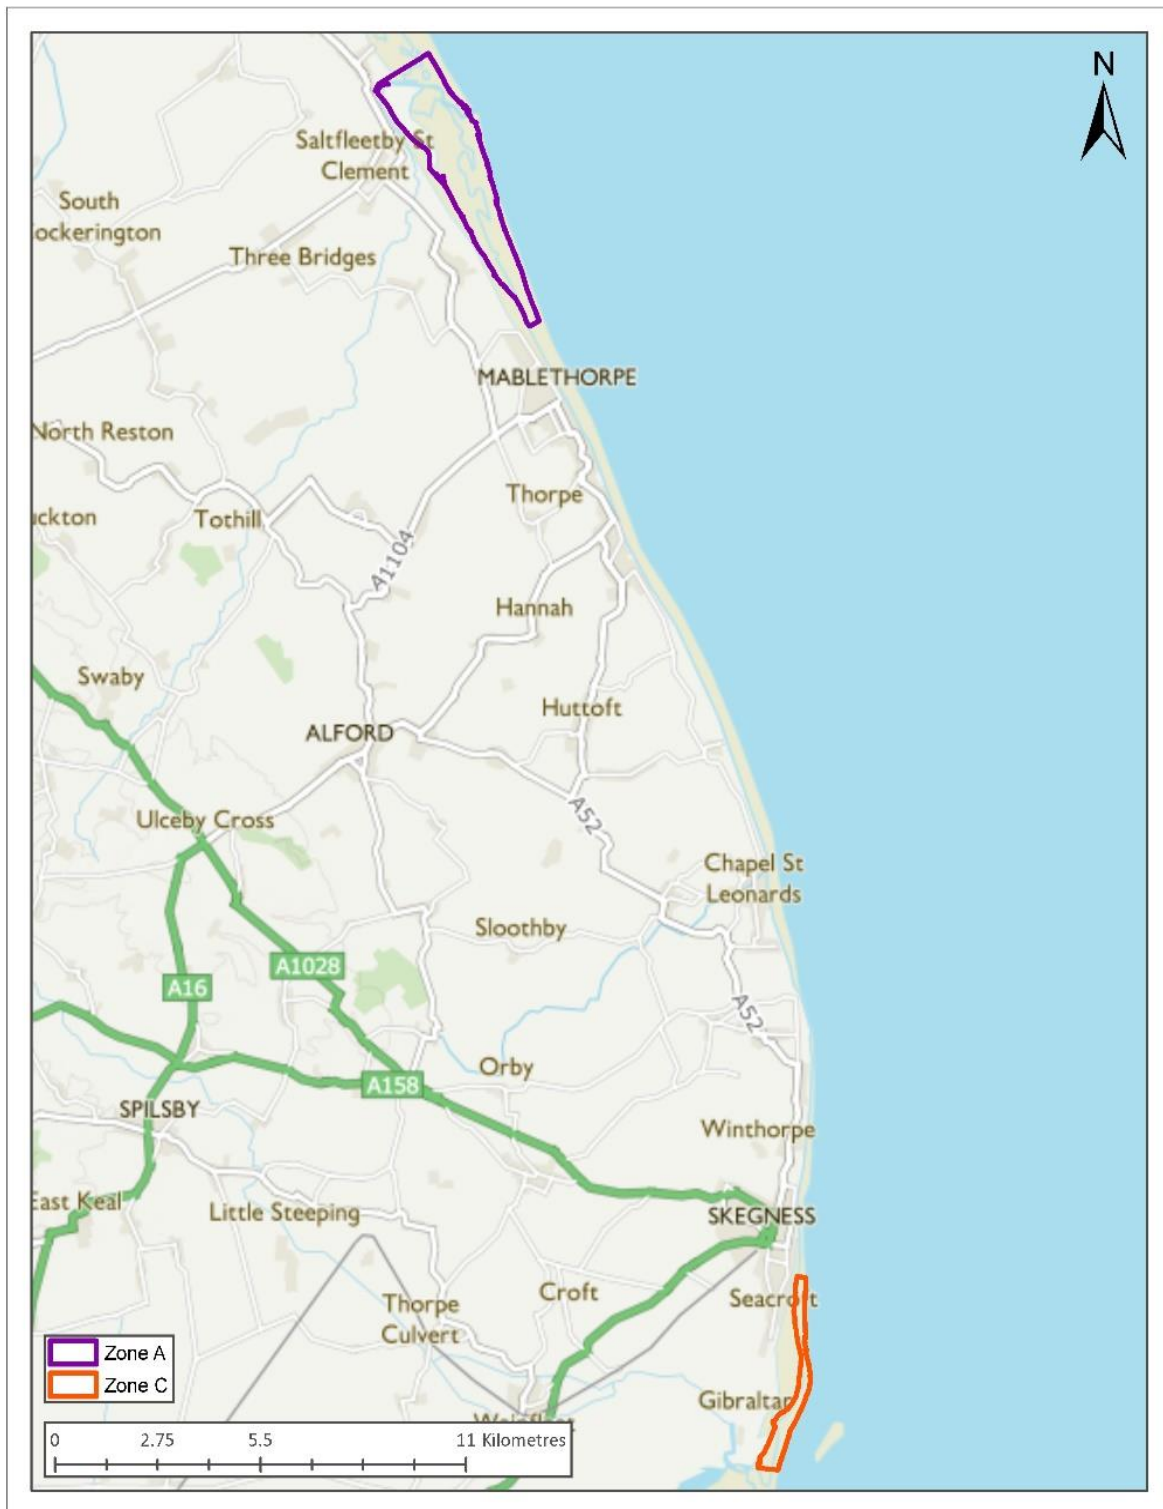 N
Saltfleetby St
Clement
South
ockerington
Three Bridges
MABLETHORPE
North Reston
Thorpe
uckton
Tothill
A1104
Hannah
Swaby
Huttoft
ALFORD
A52
Ulceby Cross
Chapel St
Leonards
Sloothby
A1028
A16
A52
Orby
A158
SPILSBY
Winthorpe
East Keal
Little Steeping
SKEGNESS
Croft
Seacroft
Thorpe
Culvert
Zone A
Zone C
Gibraltar
0 2.75 5.5 11 Kilometres